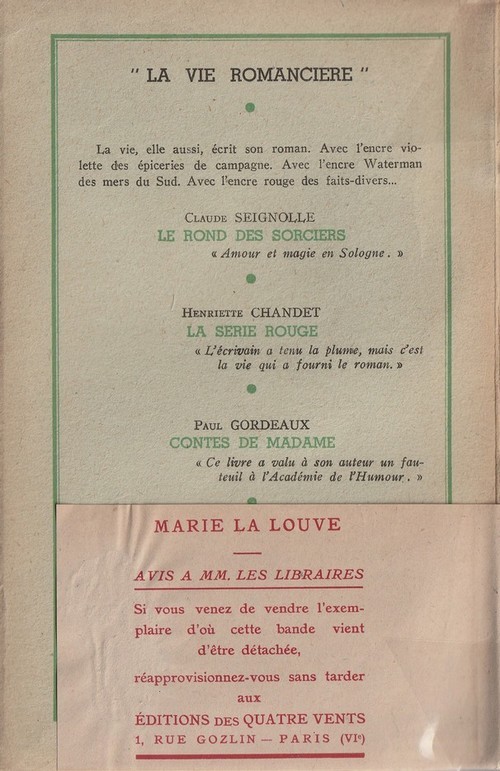 " LA VIE ROMANCIERE "
La vie, elle aussi, écrit son roman. Avec l'encre vio-
lette des épiceries de campagne. Avec l'encre Waterman
des mers du Sud. Avec l'encre rouge des faits-divers...
Claude SEIGNOLLE
LE ROND DES SORCIERS
« Amour et magie en Sologne. »
Henriette CHANDET
LA SERIE ROUGE
« L'écrivain a tenu la plume, mais c'est
la vie qui a fourni le roman. »
Paul GORDEAUX
CONTES DE MADAME
« Ce livre a valu à son auteur un fau-
teuil à l'Académie de l'Humour. »
MARIE LA LOUVE
AVIS A MM. LES LIBRAIRES
Si vous venez de vendre l'exem-
plaire d'où cette bande vient
d'être détachée,
réapprovisionnez-vous sans tarder
aux
ÉDITIONS DES QUATRE VENTS
1, RUE GOZLIN — PARIS (VIe)